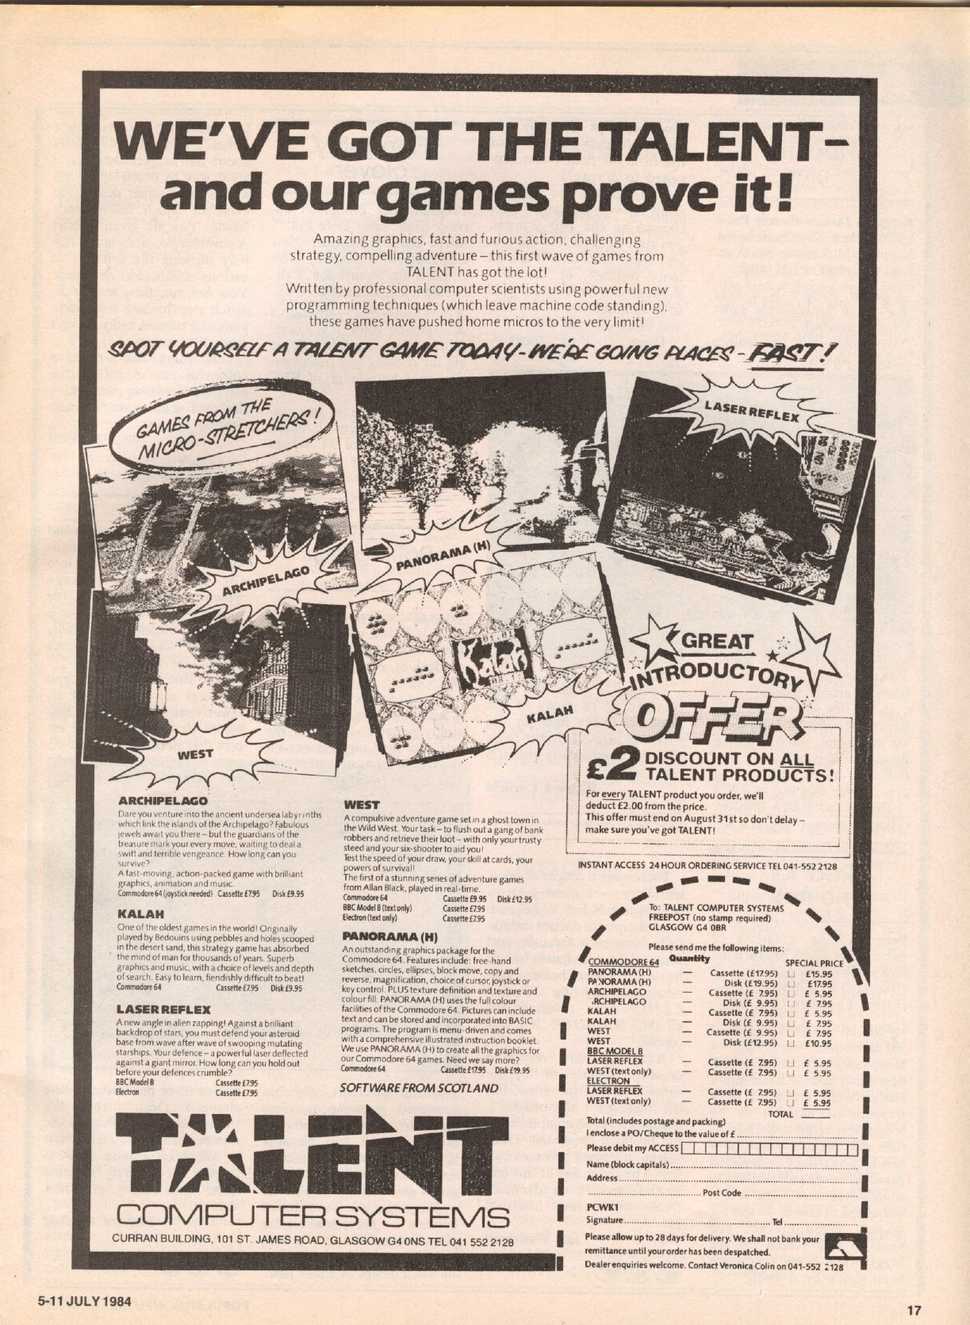 WE'VE GOT THE TALENT–
and our games prove it!
Amazing graphics, fast and furious action, challenging
strategy, compelling adventure – this first wave of games from
TALENT has got the lot!
Written by professional computer scientists using powerful new
programming techniques (which leave machine code standing),
these games have pushed home micros to the very limit!
SPOT YOURSELF A TALENT GAME TODAY - WE'RE GOING PLACES - FAST!
GAMES FROM THE
MICRO-STRETCHERS!
LASER REFLEX
PANORAMA (H)
ARCHIPELAGO
Kalah
KALAH
WEST
GREAT
INTRODUCTORY
OFFER
£2 DISCOUNT ON ALL
TALENT PRODUCTS!
For every TALENT product you order, we'll
deduct £2.00 from the price.
This offer must end on August 31st so don't delay –
make sure you've got TALENT!
INSTANT ACCESS 24 HOUR ORDERING SERVICE TEL 041-552 2128
ARCHIPELAGO
Dare you venture into the ancient undersea labyrinths
which link the islands of the Archipelago? Fabulous
jewels await you there – but the guardians of the
treasure mark your every move, waiting to deal a
swift and terrible vengeance. How long can you
survive?
A fast-moving, action-packed game with brilliant
graphics, animation and music.
Commodore 64 (joystick needed) Cassette £7.95 Disk £9.95
KALAH
One of the oldest games in the world! Originally
played by Bedouins using pebbles and holes scooped
in the desert sand, this strategy game has absorbed
the mind of man for thousands of years. Superb
graphics and music, with a choice of levels and depth
of search. Easy to learn, fiendishly difficult to beat!
Commodore 64 Cassette £7.95 Disk £9.95
LASER REFLEX
A new angle in alien zapping! Against a brilliant
backdrop of stars, you must defend your asteroid
base from wave after wave of swooping mutating
starships. Your defence – a powerful laser deflected
against a giant mirror. How long can you hold out
before your defences crumble?
BBC Model B Cassette £7.95
Electron Cassette £7.95
WEST
A compulsive adventure game set in a ghost town in
the Wild West. Your task – to flush out a gang of bank
robbers and retrieve their loot – with only your trusty
steed and your six-shooter to aid you!
Test the speed of your draw, your skill at cards, your
powers of survival!
The first of a stunning series of adventure games
from Allan Black, played in real-time.
Commodore 64 Cassette £9.95 Disk £12.95
BBC Model B (text only) Cassette £7.95
Electron (text only) Cassette £7.95
PANORAMA (H)
An outstanding graphics package for the
Commodore 64. Features include: free-hand
sketches, circles, ellipses, block move, copy and
reverse, magnification, choice of cursor, joystick or
key control. PLUS texture definition and texture and
colour fill. PANORAMA (H) uses the full colour
facilities of the Commodore 64. Pictures can include
text and can be stored and incorporated into BASIC
programs. The program is menu-driven and comes
with a comprehensive illustrated instruction booklet.
We use PANORAMA (H) to create all the graphics for
our Commodore 64 games. Need we say more?
Commodore 64 Cassette £17.95 Disk £19.95
SOFTWARE FROM SCOTLAND
TALENT
COMPUTER SYSTEMS
CURRAN BUILDING, 101 ST. JAMES ROAD, GLASGOW G4 0NS TEL 041 552 2128
To: TALENT COMPUTER SYSTEMS
FREEPOST (no stamp required)
GLASGOW G4 0BR
Please send me the following items:
COMMODORE 64 Quantity SPECIAL PRICE
PANORAMA (H) — Cassette (£17.95) £15.95
PANORAMA (H) — Disk (£19.95) £17.95
ARCHIPELAGO — Cassette (£ 7.95) £ 5.95
ARCHIPELAGO — Disk (£ 9.95) £ 7.95
KALAH — Cassette (£ 7.95) £ 5.95
KALAH — Disk (£ 9.95) £ 7.95
WEST — Cassette (£ 9.95) £ 7.95
WEST — Disk (£12.95) £10.95
BBC MODEL B
LASER REFLEX — Cassette (£ 7.95) £ 5.95
WEST (text only) — Cassette (£ 7.95) £ 5.95
ELECTRON
LASER REFLEX — Cassette (£ 7.95) £ 5.95
WEST (text only) — Cassette (£ 7.95) £ 5.95
TOTAL
Total (includes postage and packing)
I enclose a PO/Cheque to the value of £
Please debit my ACCESS
Name (block capitals)
Address
Post Code
PCWK1
Signature Tel
Please allow up to 28 days for delivery. We shall not bank your
remittance until your order has been despatched.
Dealer enquiries welcome. Contact Veronica Colin on 041-552 2128
5-11 JULY 1984
17